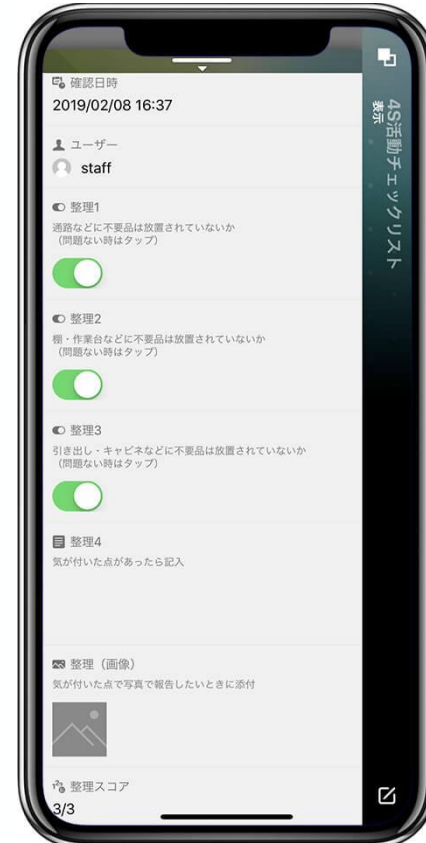 確認日時
2019/02/08 16:37
ユーザー
staff
整理1
通路などに不要品は放置されていないか
(問題ない時はタップ)
整理2
棚・作業台などに不要品は放置されていないか
(問題ない時はタップ)
整理3
引き出し・キャビネなどに不要品は放置されていないか
(問題ない時はタップ)
整理4
気が付いた点があったら記入
整理(画像)
気が付いた点で写真で報告したいときに添付
整理スコア
3/3
4S活動チェックリスト
表示